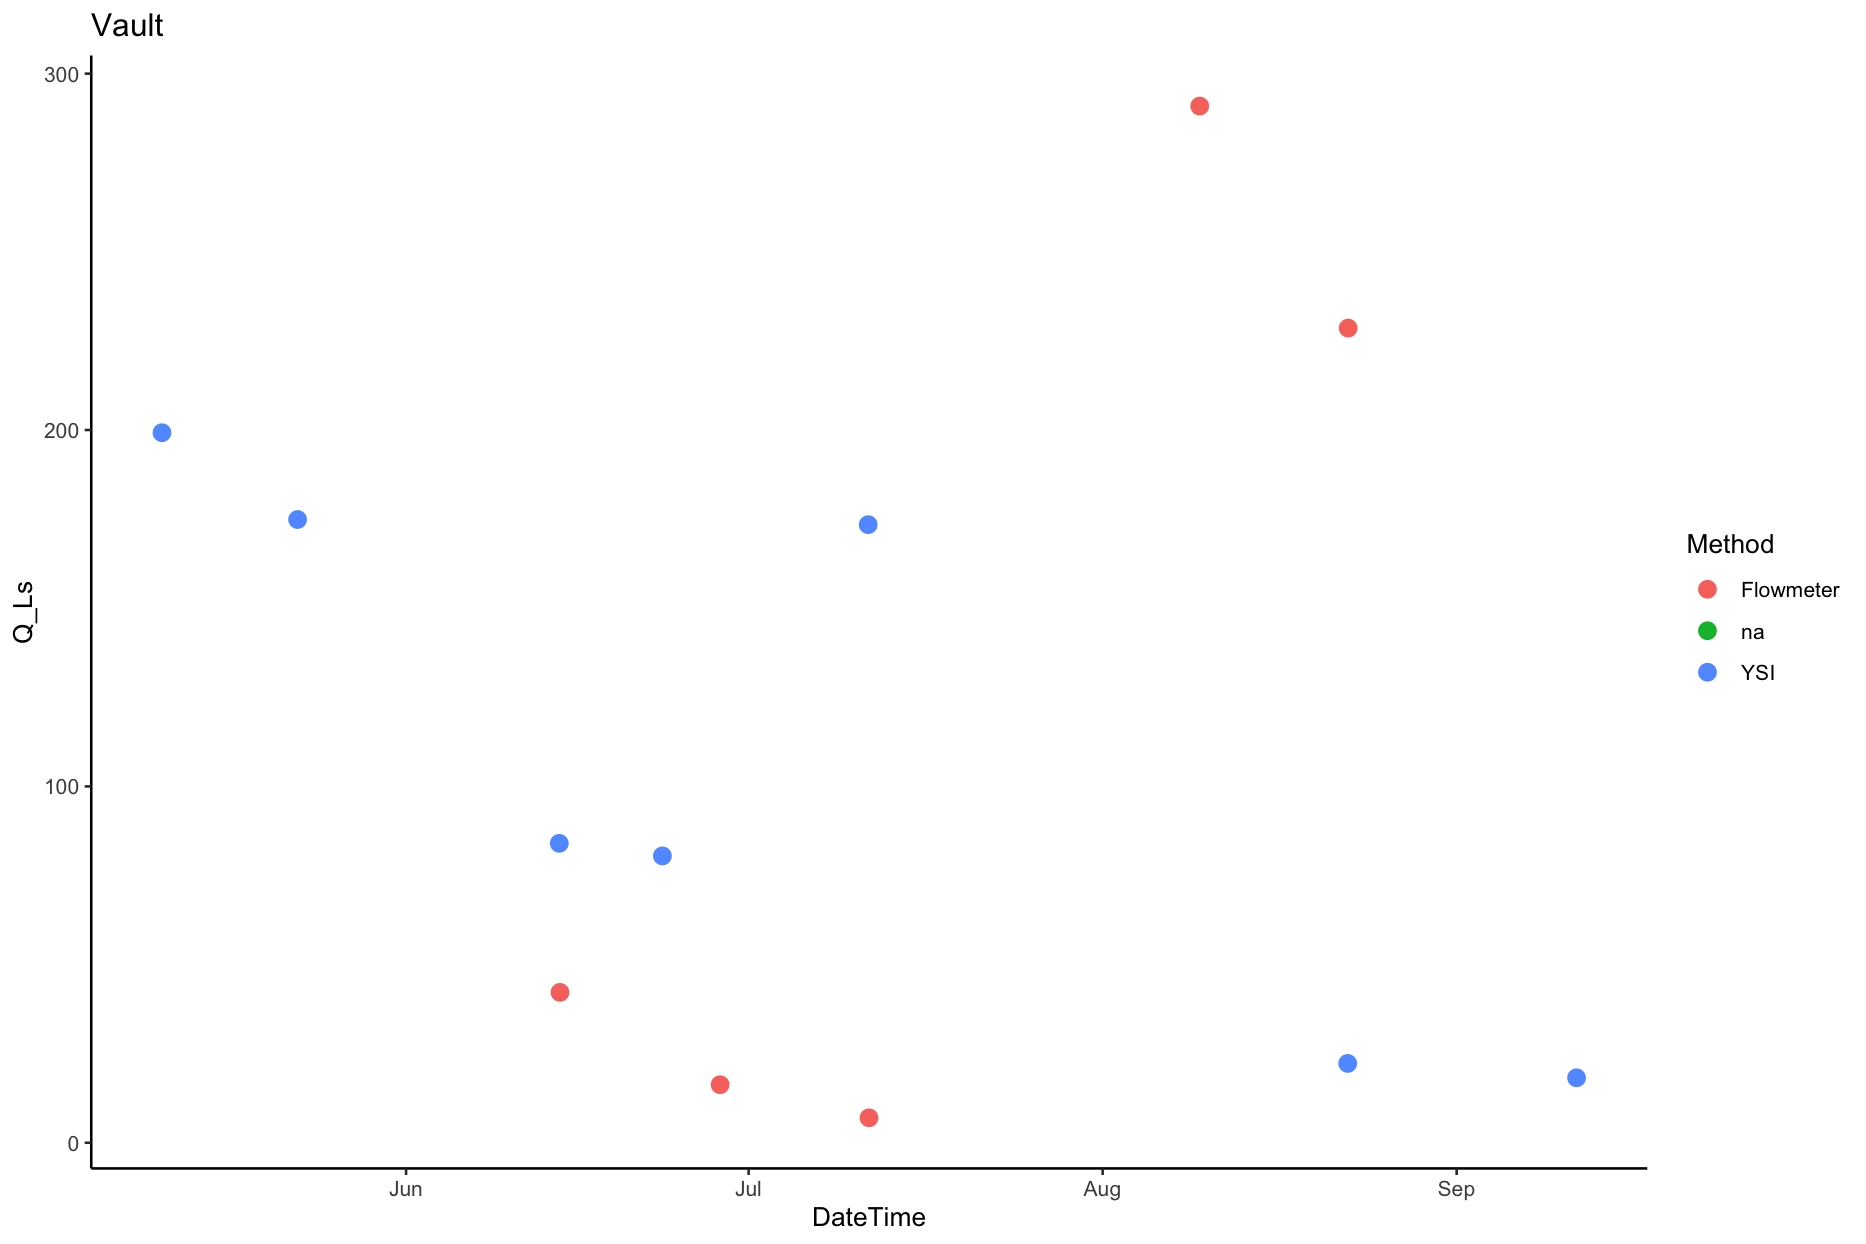 Vault
300
200
100
0
Q_Ls
Jun Jul Aug Sep
DateTime
Method
Flowmeter
na
YSI